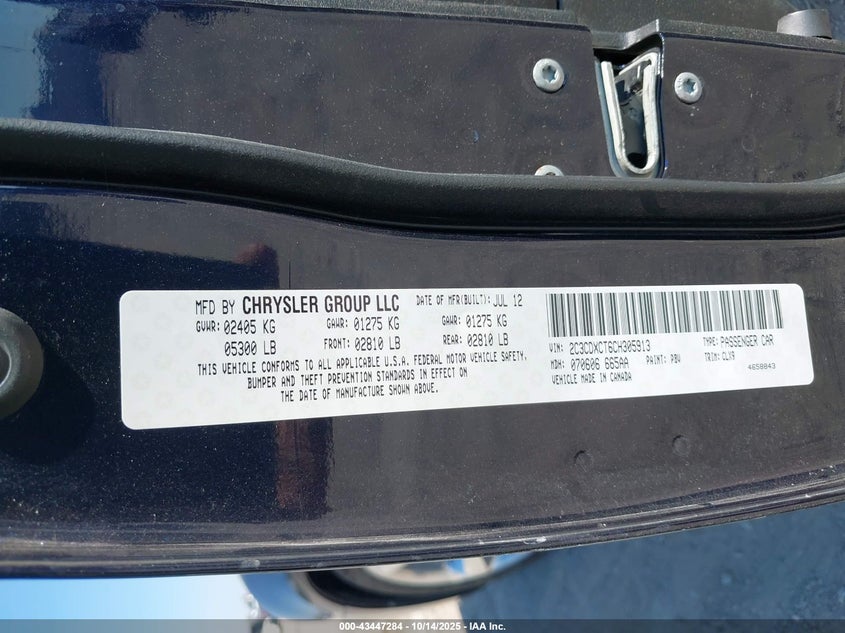 MFD BY CHRYSLER GROUP LLC DATE OF MFR(BUILT): JUL 12
GVWR: 02405 KG GAWR: 01275 KG GAWR: 01275 KG
05300 LB FRONT: 02810 LB REAR: 02810 LB
THIS VEHICLE CONFORMS TO ALL APPLICABLE U.S.A. FEDERAL MOTOR VEHICLE SAFETY,
BUMPER AND THEFT PREVENTION STANDARDS IN EFFECT ON
THE DATE OF MANUFACTURE SHOWN ABOVE.
VIN: 2C3CDXCT6CH305913 TYPE: PASSENGER CAR
MDH: 070606 665AA PAINT: PBV TRIM: CLX9
VEHICLE MADE IN CANADA 4658843
000-43447284 - 10/14/2025 - IAA Inc.